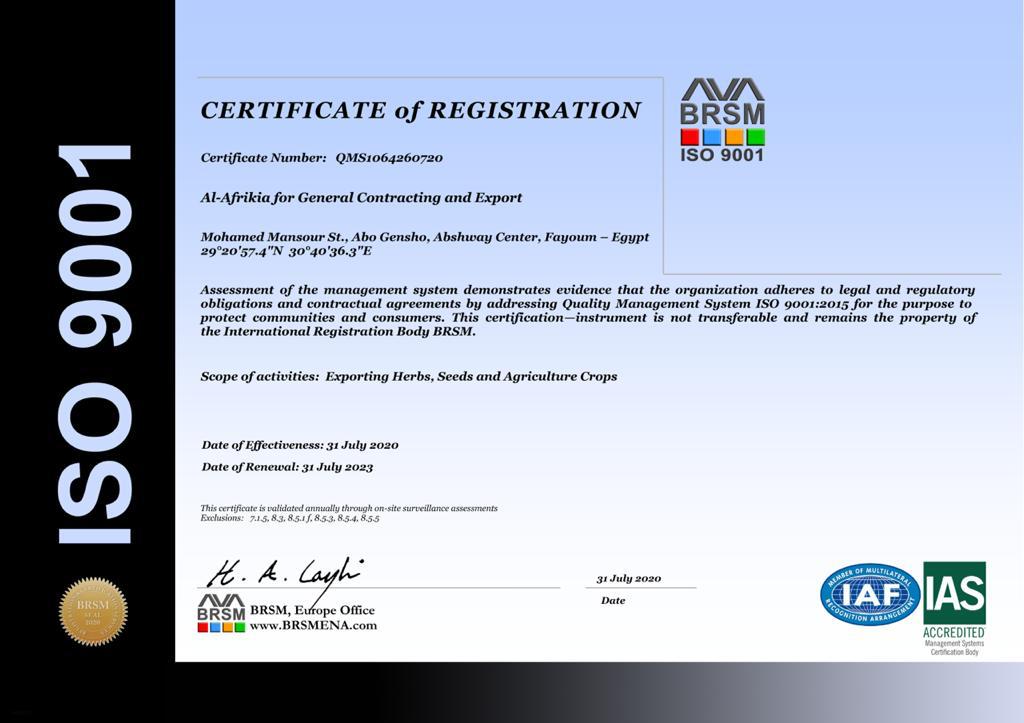 ISO 9001
CERTIFICATE of REGISTRATION
AVA
BRSM
ISO 9001
Certificate Number: QMS1064260720
Al-Afrikia for General Contracting and Export
Mohamed Mansour St., Abo Gensho, Abshway Center, Fayoum – Egypt
29°20'57.4"N 30°40'36.3"E
Assessment of the management system demonstrates evidence that the organization adheres to legal and regulatory
obligations and contractual agreements by addressing Quality Management System ISO 9001:2015 for the purpose to
protect communities and consumers. This certification—instrument is not transferable and remains the property of
the International Registration Body BRSM.
Scope of activities: Exporting Herbs, Seeds and Agriculture Crops
Date of Effectiveness: 31 July 2020
Date of Renewal: 31 July 2023
This certificate is validated annually through on-site surveillance assessments
Exclusions: 7.1.5, 8.3, 8.5.1 f, 8.5.3, 8.5.4, 8.5.5
H. A.
31 July 2020
Date
AVA
BRSM
BRSM, Europe Office
www.BRSMENA.com
BRSM
SEAL
2020
MEMBER OF MULTILATERAL
IAF
RECOGNITION ARRANGEMENT
IAS
ACCREDITED
Management Systems
Certification Body